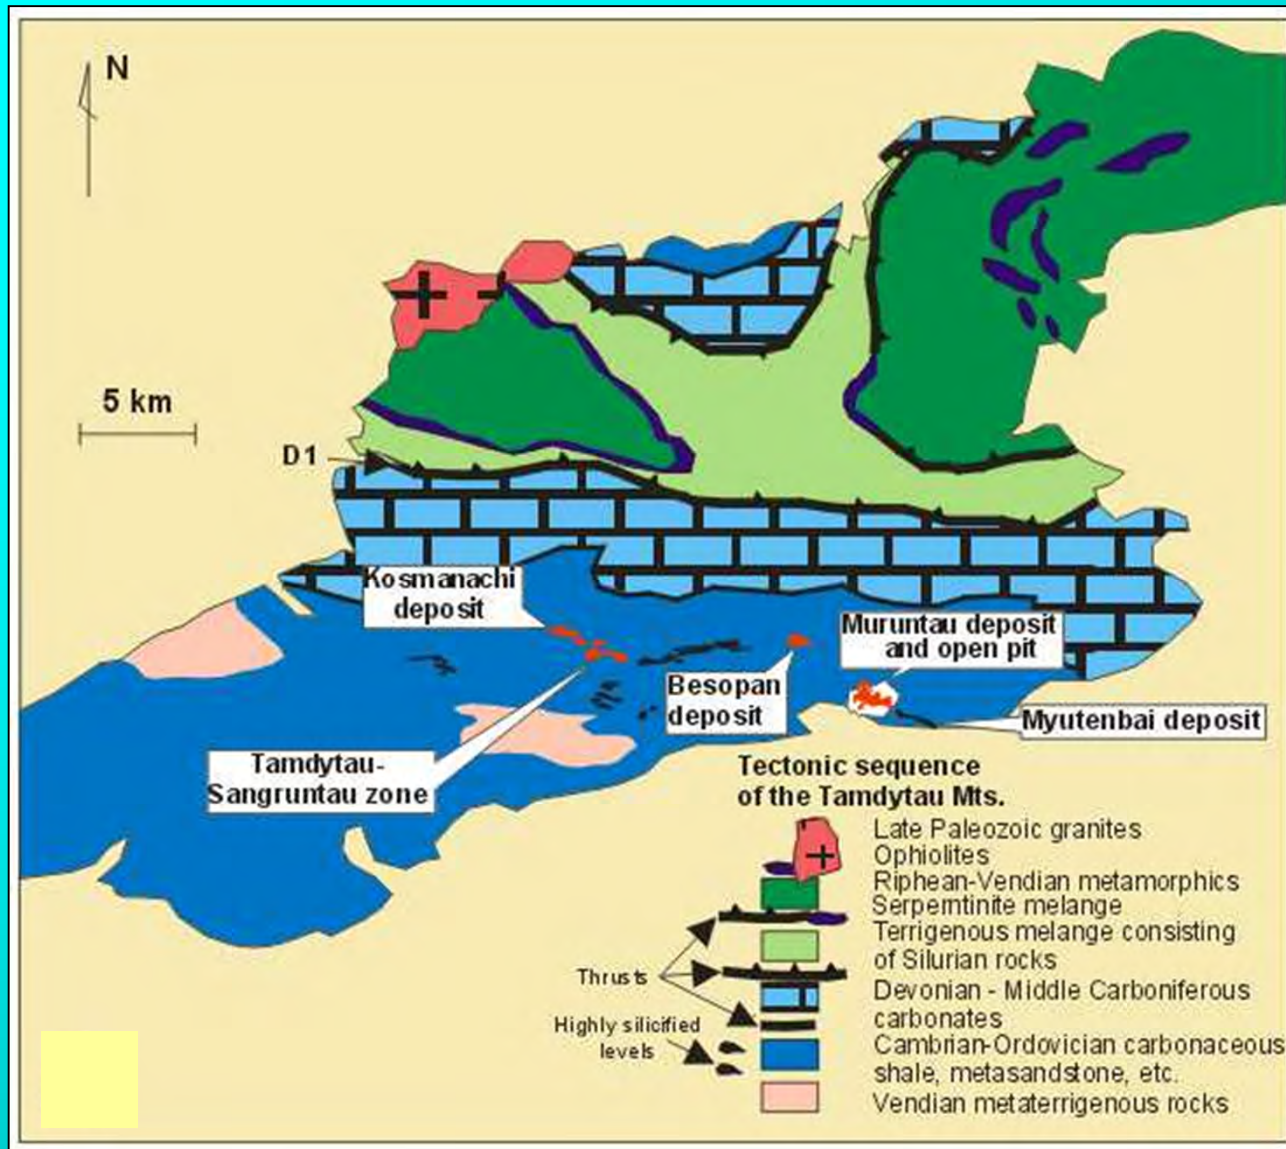 N
5 km
D1
Kosmanachi
deposit
Muruntau deposit
and open pit
Besopan
deposit
Myutenbai deposit
Tamdytau-
Sangruntau zone
Tectonic sequence
of the Tamdytau Mts.
Late Paleozoic granites
Ophiolites
Riphean-Vendian metamorphics
Serperntinite melange
Terrigenous melange consisting
of Silurian rocks
Thrusts
Devonian - Middle Carboniferous
carbonates
Highly silicified
levels
Cambrian-Ordovician carbonaceous
shale, metasandstone, etc.
Vendian metaterrigenous rocks